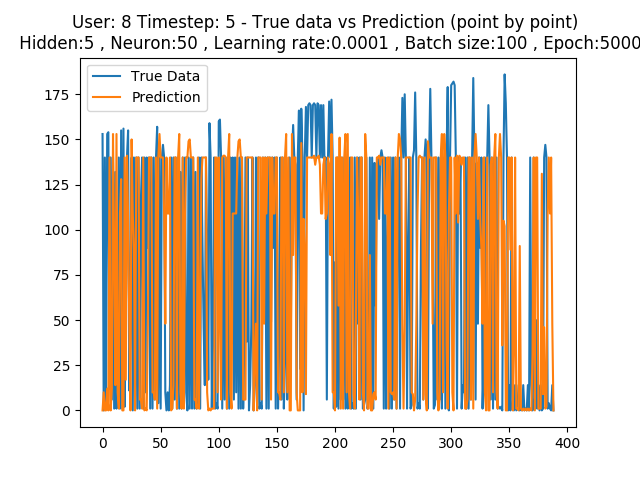 User: 8 Timestep: 5 - True data vs Prediction (point by point)
Hidden:5 , Neuron:50 , Learning rate:0.0001 , Batch size:100 , Epoch:5000
True Data
Prediction
175
150
125
100
75
50
25
0
0 50 100 150 200 250 300 350 400